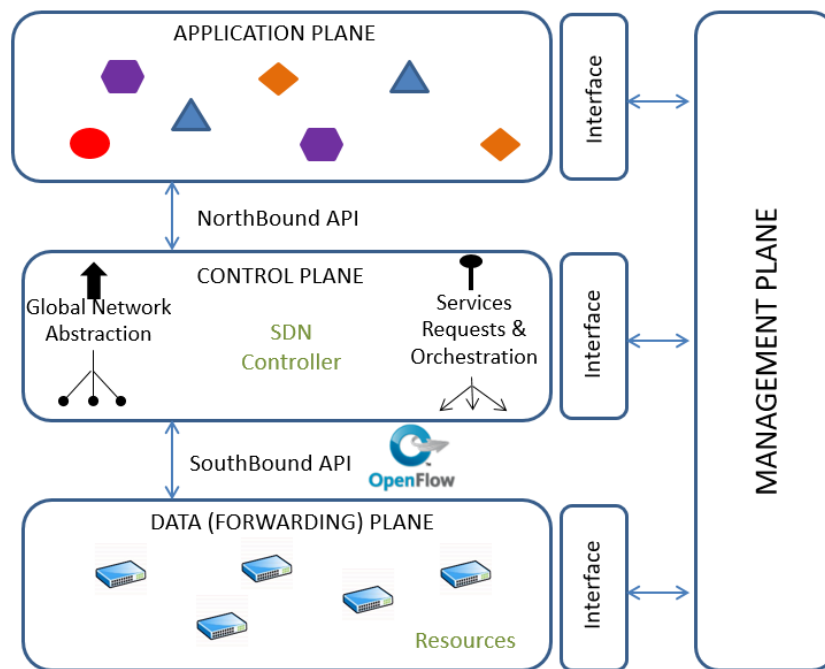 APPLICATION PLANE
Interface
NorthBound API
CONTROL PLANE
Global Network
Abstraction
SDN
Controller
Services
Requests &
Orchestration
Interface
SouthBound API
OpenFlow
TM
DATA (FORWARDING) PLANE
Resources
Interface
MANAGEMENT PLANE